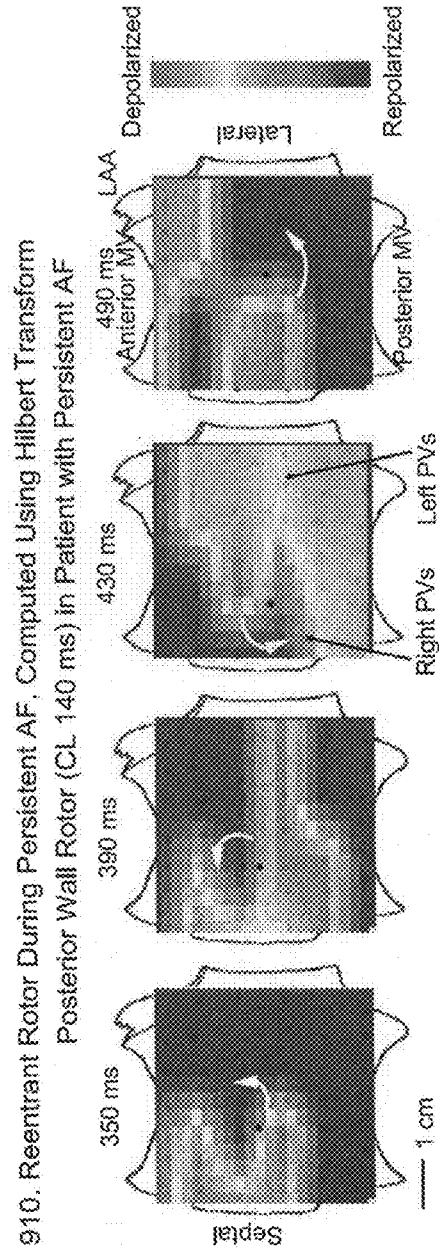 910. Reentrant Rotor During Persistent AF, Computed Using Hilbert Transform
Posterior Wall Rotor (CL 140 ms) in Patient with Persistent AF
350 ms
390 ms
430 ms
490 ms
Anterior MV
LAA
Depolarized
Septal
Lateral
Repolarized
Posterior MV
Right PVs
Left PVs
1 cm